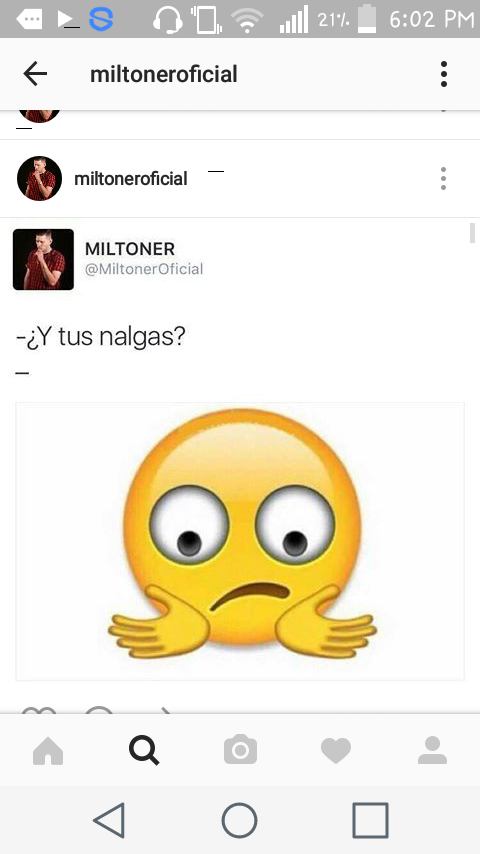 21% 6:02 PM
miltoneroficial
miltoneroficial
MILTONER
@MiltonerOficial
-¿Y tus nalgas?
–